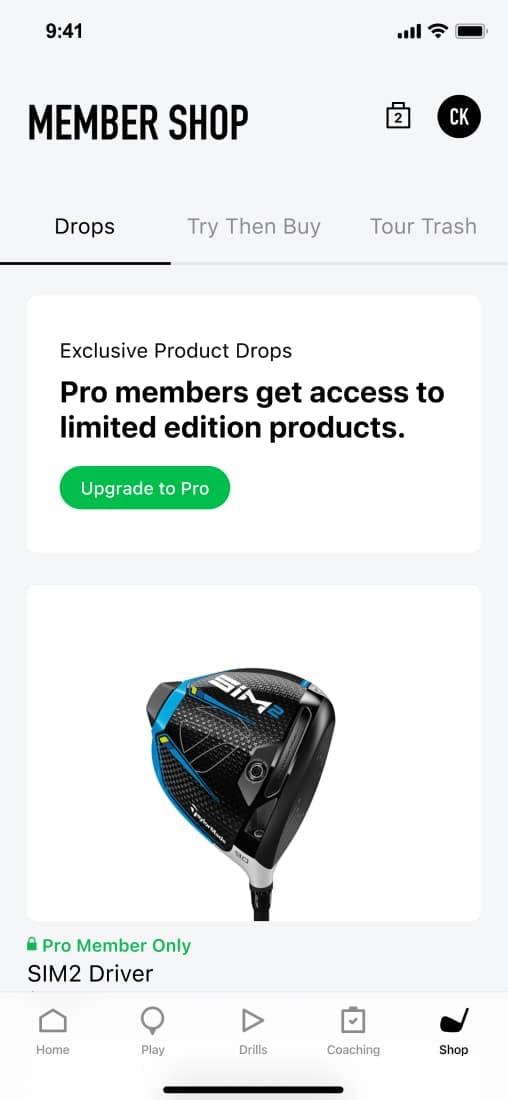 9:41
MEMBER SHOP
2
CK
Drops
Try Then Buy
Tour Trash
Exclusive Product Drops
Pro members get access to
limited edition products.
Upgrade to Pro
SIM2
TaylorMade
9.0
Pro Member Only
SIM2 Driver
Home
Play
Drills
Coaching
Shop